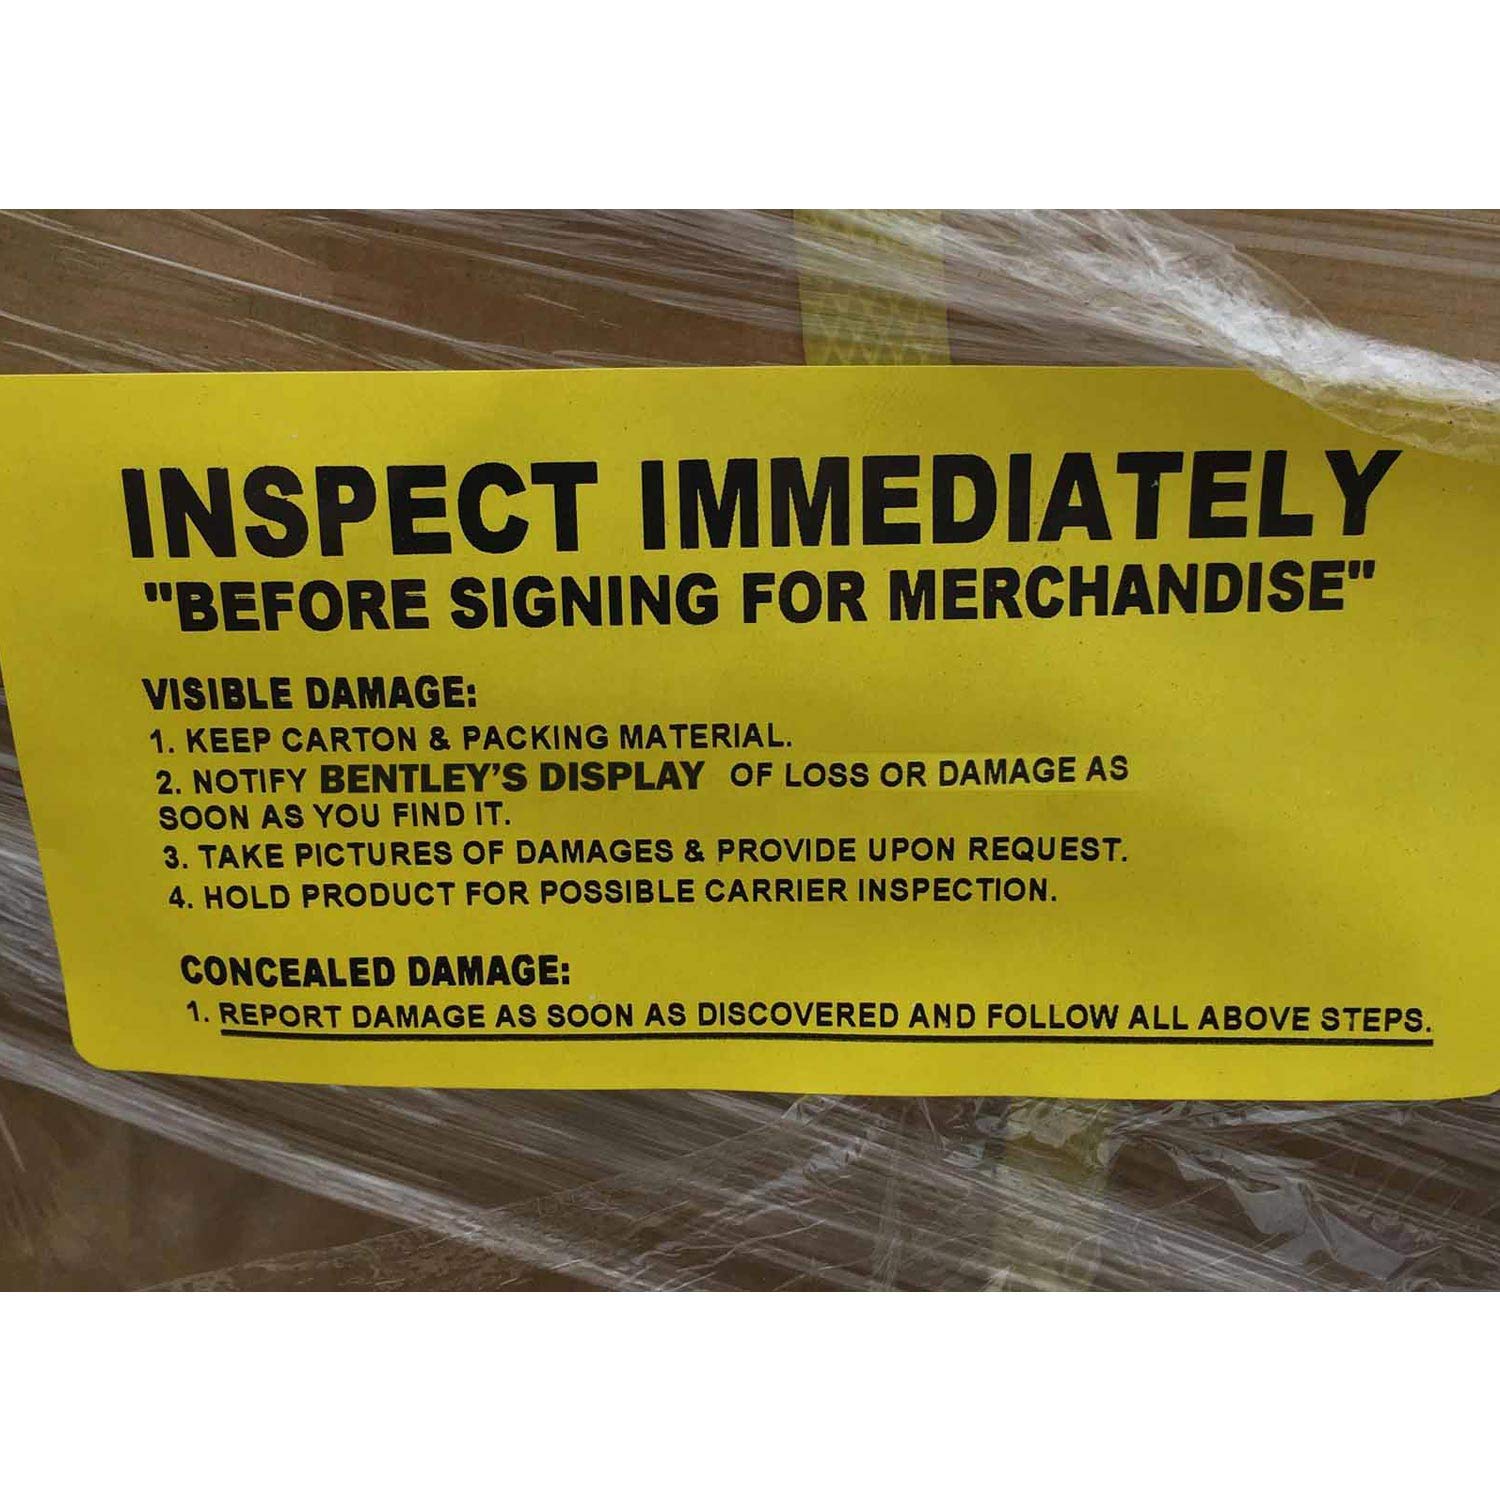 INSPECT IMMEDIATELY
"BEFORE SIGNING FOR MERCHANDISE"
VISIBLE DAMAGE:
1. KEEP CARTON & PACKING MATERIAL.
2. NOTIFY BENTLEY'S DISPLAY OF LOSS OR DAMAGE AS
SOON AS YOU FIND IT.
3. TAKE PICTURES OF DAMAGES & PROVIDE UPON REQUEST.
4. HOLD PRODUCT FOR POSSIBLE CARRIER INSPECTION.
CONCEALED DAMAGE:
1. REPORT DAMAGE AS SOON AS DISCOVERED AND FOLLOW ALL ABOVE STEPS.